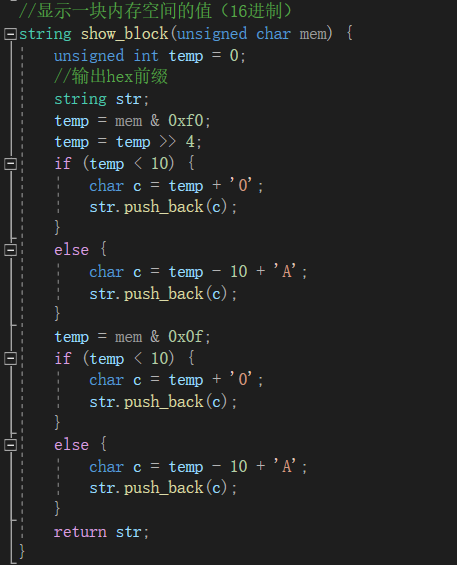 //显示一块内存空间的值（16进制）
string show_block(unsigned char mem) {
    unsigned int temp = 0;
    //输出hex前缀
    string str;
    temp = mem & 0xf0;
    temp = temp >> 4;
    if (temp < 10) {
        char c = temp + '0';
        str.push_back(c);
    }
    else {
        char c = temp - 10 + 'A';
        str.push_back(c);
    }
    temp = mem & 0x0f;
    if (temp < 10) {
        char c = temp + '0';
        str.push_back(c);
    }
    else {
        char c = temp - 10 + 'A';
        str.push_back(c);
    }
    return str;
}